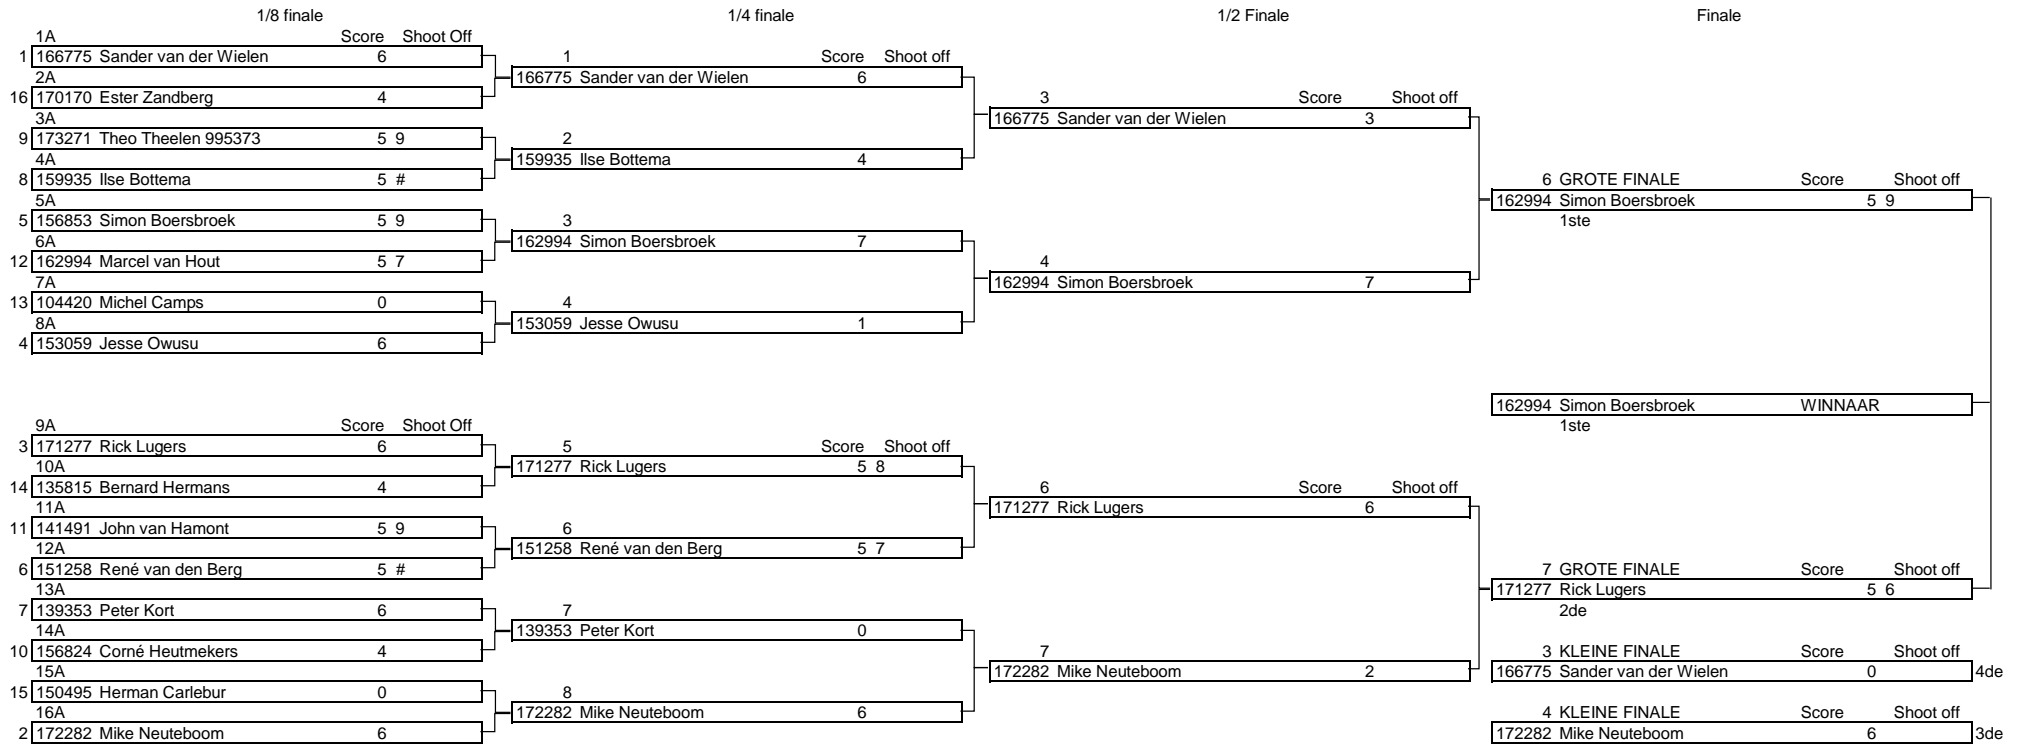 1/8 finale 1/4 finale 1/2 Finale Finale
1A Score Shoot Off
1 166775 Sander van der Wielen 6
2A
16 170170 Ester Zandberg 4
3A
9 173271 Theo Theelen 995373 5 9
4A
8 159935 Ilse Bottema 5 #
5A
5 156853 Simon Boersbroek 5 9
6A
12 162994 Marcel van Hout 5 7
7A
13 104420 Michel Camps 0
8A
4 153059 Jesse Owusu 6
9A Score Shoot Off
3 171277 Rick Lugers 6
10A
14 135815 Bernard Hermans 4
11A
11 141491 John van Hamont 5 9
12A
6 151258 René van den Berg 5 #
13A
7 139353 Peter Kort 6
14A
10 156824 Corné Heutmekers 4
15A
15 150495 Herman Carlebur 0
16A
2 172282 Mike Neuteboom 6
1 Score Shoot off
166775 Sander van der Wielen 6
2
159935 Ilse Bottema 4
3
162994 Simon Boersbroek 7
4
153059 Jesse Owusu 1
5 Score Shoot off
171277 Rick Lugers 5 8
6
151258 René van den Berg 5 7
7
139353 Peter Kort 0
8
172282 Mike Neuteboom 6
3 Score Shoot off
166775 Sander van der Wielen 3
4
162994 Simon Boersbroek 7
6 Score Shoot off
171277 Rick Lugers 6
7
172282 Mike Neuteboom 2
6 GROTE FINALE Score Shoot off
162994 Simon Boersbroek 5 9
1ste
162994 Simon Boersbroek WINNAAR
1ste
7 GROTE FINALE Score Shoot off
171277 Rick Lugers 5 6
2de
3 KLEINE FINALE Score Shoot off
166775 Sander van der Wielen 0 4de
4 KLEINE FINALE Score Shoot off
172282 Mike Neuteboom 6 3de